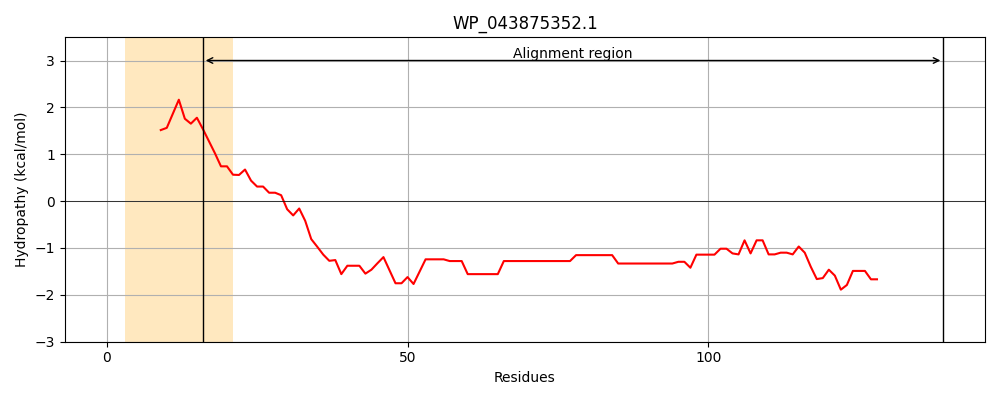 WP_043875352.1
Alignment region
Hydropathy (kcal/mol)
3
2
1
0
−1
−2
−3
0
50
100
Residues